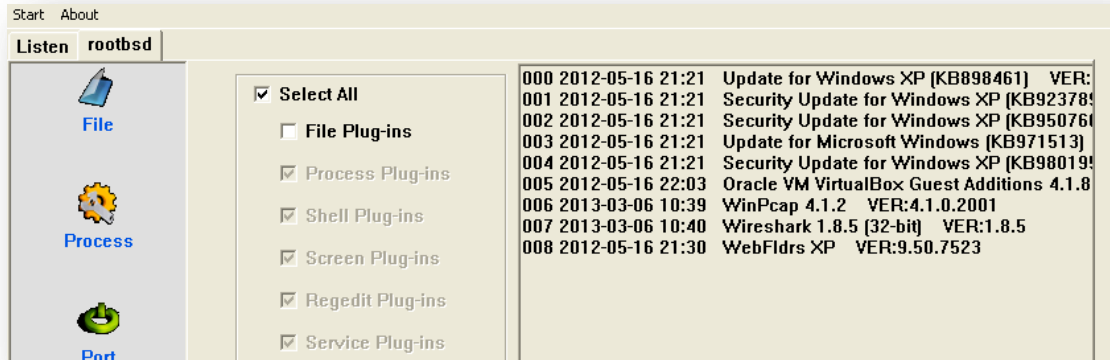 Start About
Listen rootbsd
File
Process
Port
Select All
File Plug-ins
Process Plug-ins
Shell Plug-ins
Screen Plug-ins
Regedit Plug-ins
Service Plug-ins
000 2012-05-16 21:21 Update for Windows XP (KB898461) VER:
001 2012-05-16 21:21 Security Update for Windows XP (KB923789
002 2012-05-16 21:21 Security Update for Windows XP (KB950760
003 2012-05-16 21:21 Update for Microsoft Windows (KB971513)
004 2012-05-16 21:21 Security Update for Windows XP (KB980195
005 2012-05-16 22:03 Oracle VM VirtualBox Guest Additions 4.1.8
006 2013-03-06 10:39 WinPcap 4.1.2 VER:4.1.0.2001
007 2013-03-06 10:40 Wireshark 1.8.5 (32-bit) VER:1.8.5
008 2012-05-16 21:30 WebFldrs XP VER:9.50.7523